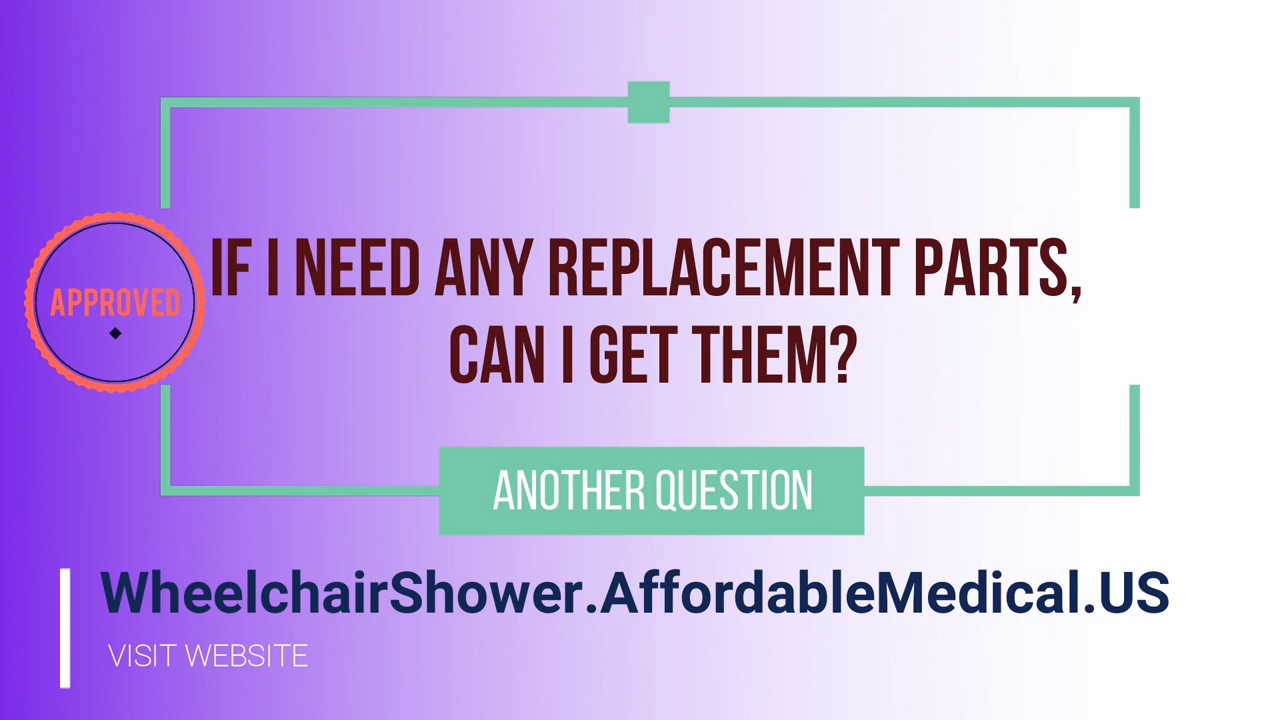 IF I NEED ANY REPLACEMENT PARTS,
APPROVED
CAN I GET THEM?
ANOTHER QUESTION
WheelchairShower.AffordableMedical.US
VISIT WEBSITE